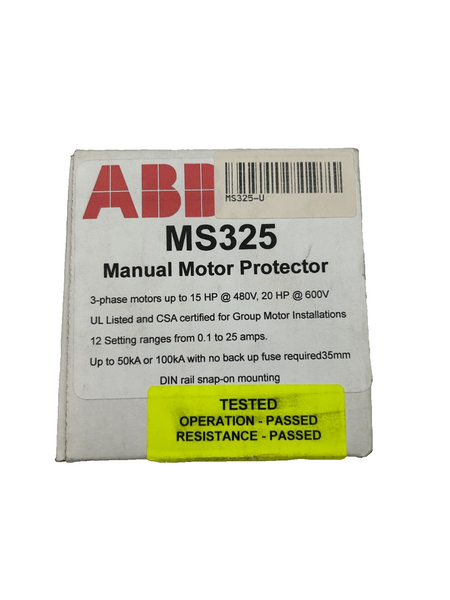 ABB
MS325-U
MS325
Manual Motor Protector
3-phase motors up to 15 HP @ 480V, 20 HP @ 600V
UL Listed and CSA certified for Group Motor Installations
12 Setting ranges from 0.1 to 25 amps.
Up to 50kA or 100kA with no back up fuse required35mm
DIN rail snap-on mounting
TESTED
OPERATION - PASSED
RESISTANCE - PASSED